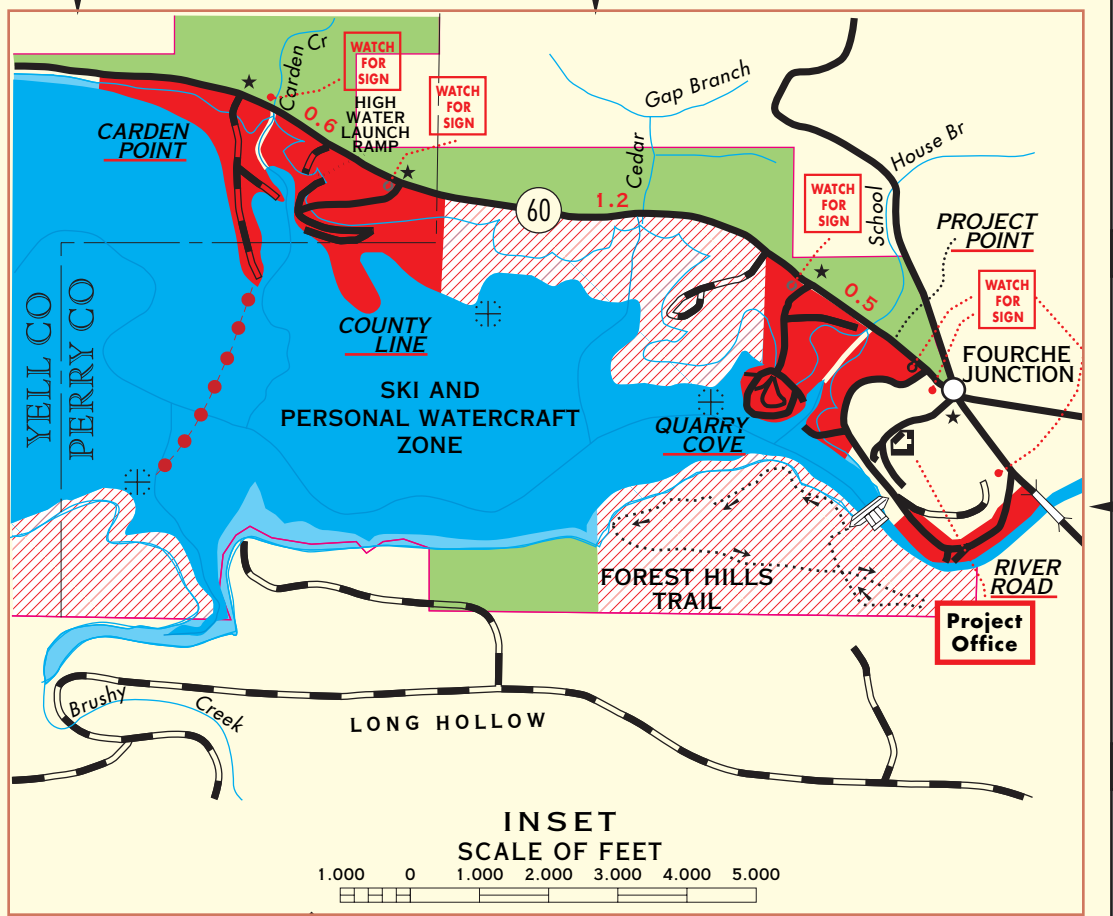 Carden Cr
WATCH
FOR
SIGN
WATCH
FOR
SIGN
HIGH
WATER
LAUNCH
RAMP
0.6
CARDEN
POINT
Gap Branch
Cedar
60
1.2
WATCH
FOR
SIGN
School
House Br
PROJECT
POINT
0.5
WATCH
FOR
SIGN
FOURCHE
JUNCTION
YELL CO
PERRY CO
COUNTY
LINE
SKI AND
PERSONAL WATERCRAFT
ZONE
QUARRY
COVE
FOREST HILLS
TRAIL
RIVER
ROAD
Project
Office
Brushy
Creek
LONG HOLLOW
INSET
SCALE OF FEET
1.000 0 1.000 2.000 3.000 4.000 5.000